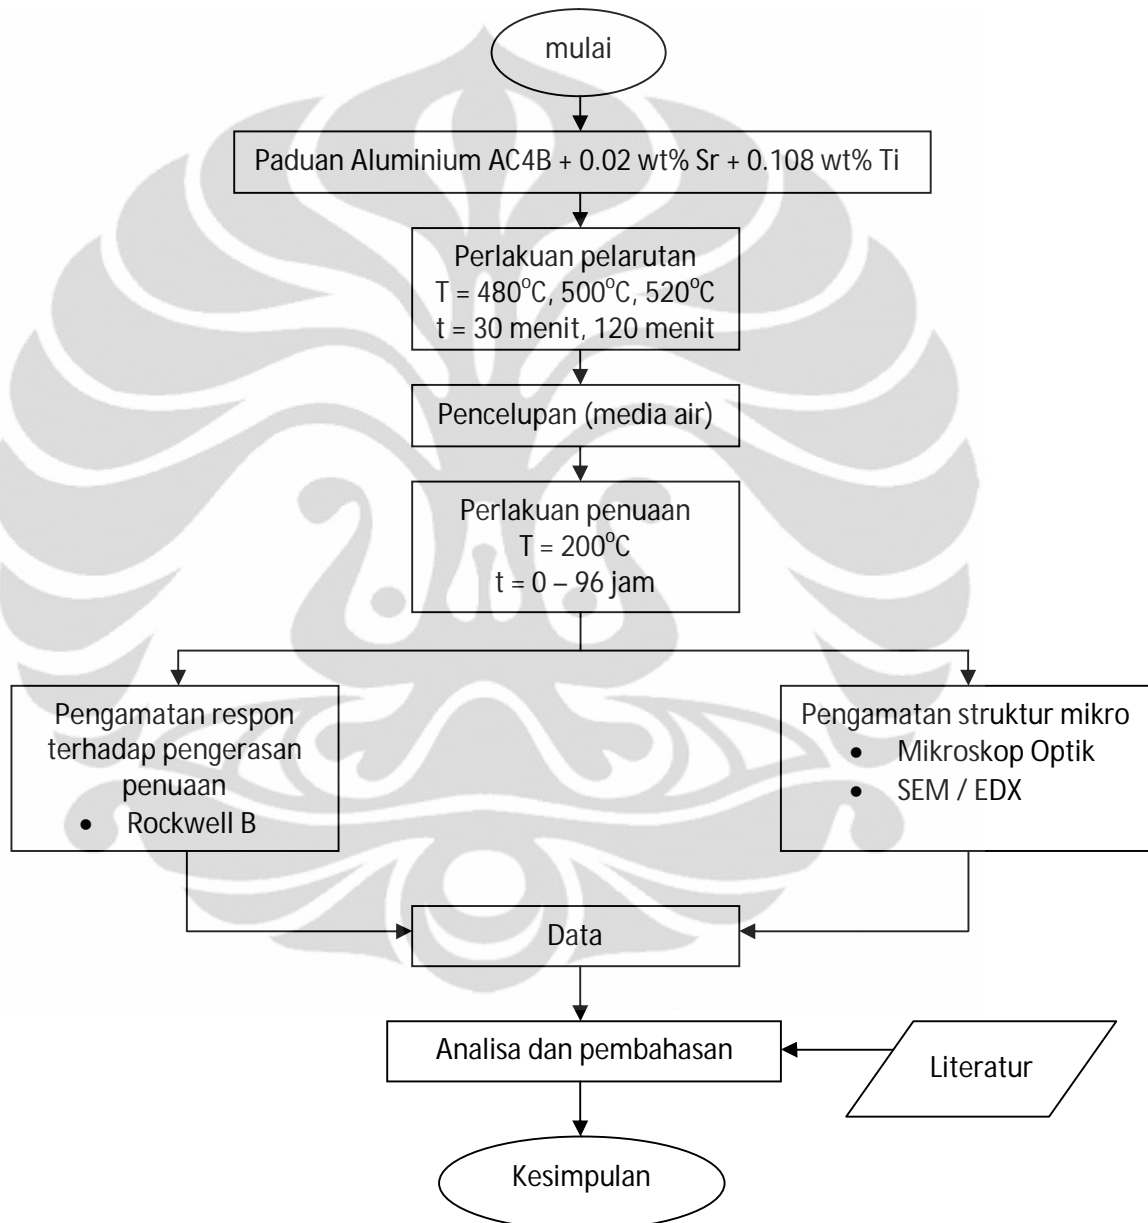 mulai
Paduan Aluminium AC4B + 0.02 wt% Sr + 0.108 wt% Ti
Perlakuan pelarutan
T = 480°C, 500°C, 520°C
t = 30 menit, 120 menit
Pencelupan (media air)
Perlakuan penuaan
T = 200°C
t = 0 – 96 jam
Pengamatan respon
terhadap pengerasan
penuaan
• Rockwell B
Pengamatan struktur mikro
• Mikroskop Optik
• SEM / EDX
Data
Analisa dan pembahasan
Literatur
Kesimpulan